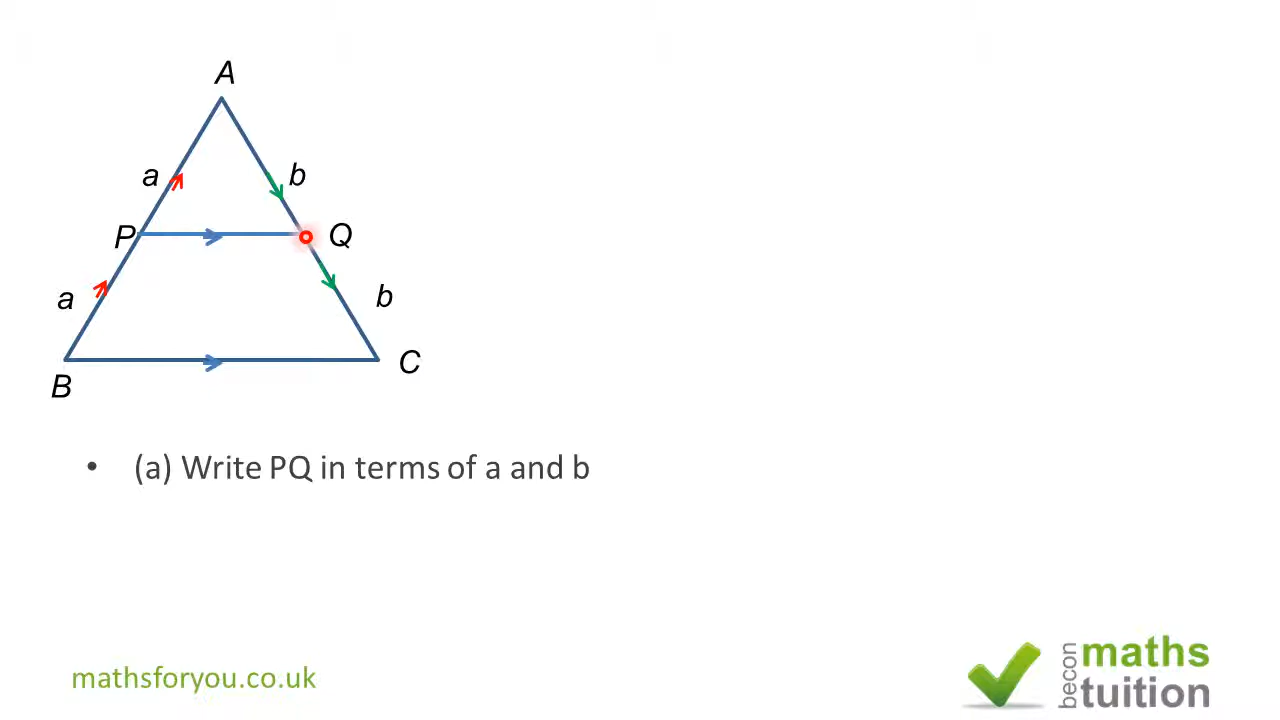 A
a
b
P
Q
a
b
B
C
• (a) Write PQ in terms of a and b
mathsforyou.co.uk
becon
maths
tuition